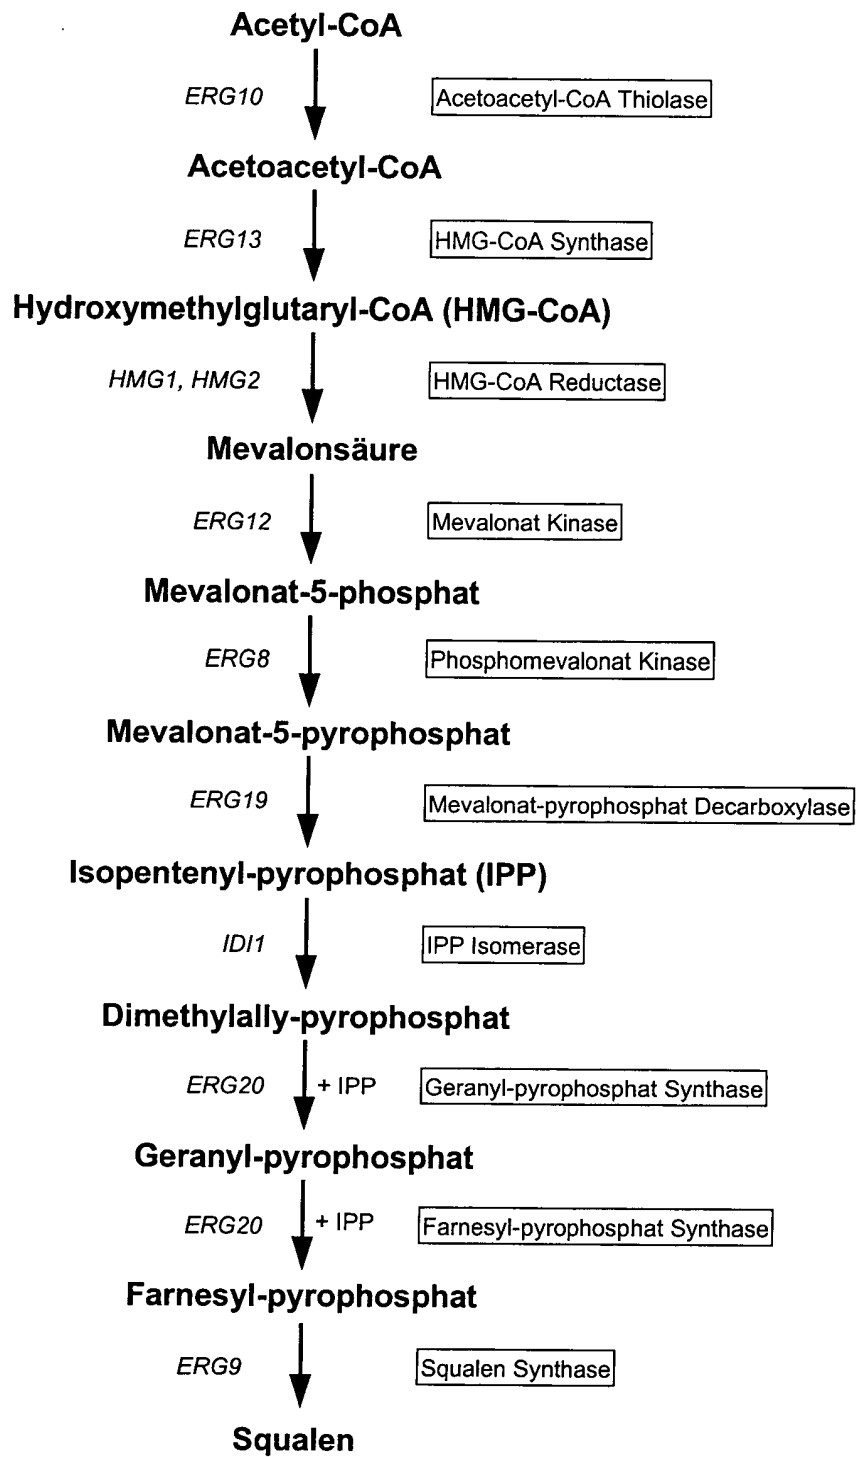 Acetyl-CoA
ERG10 Acetoacetyl-CoA Thiolase
Acetoacetyl-CoA
ERG13 HMG-CoA Synthase
Hydroxymethylglutaryl-CoA (HMG-CoA)
HMG1, HMG2 HMG-CoA Reductase
Mevalonsäure
ERG12 Mevalonat Kinase
Mevalonat-5-phosphat
ERG8 Phosphomevalonat Kinase
Mevalonat-5-pyrophosphat
ERG19 Mevalonat-pyrophosphat Decarboxylase
Isopentenyl-pyrophosphat (IPP)
IDI1 IPP Isomerase
Dimethylally-pyrophosphat
ERG20 + IPP Geranyl-pyrophosphat Synthase
Geranyl-pyrophosphat
ERG20 + IPP Farnesyl-pyrophosphat Synthase
Farnesyl-pyrophosphat
ERG9 Squalen Synthase
Squalen